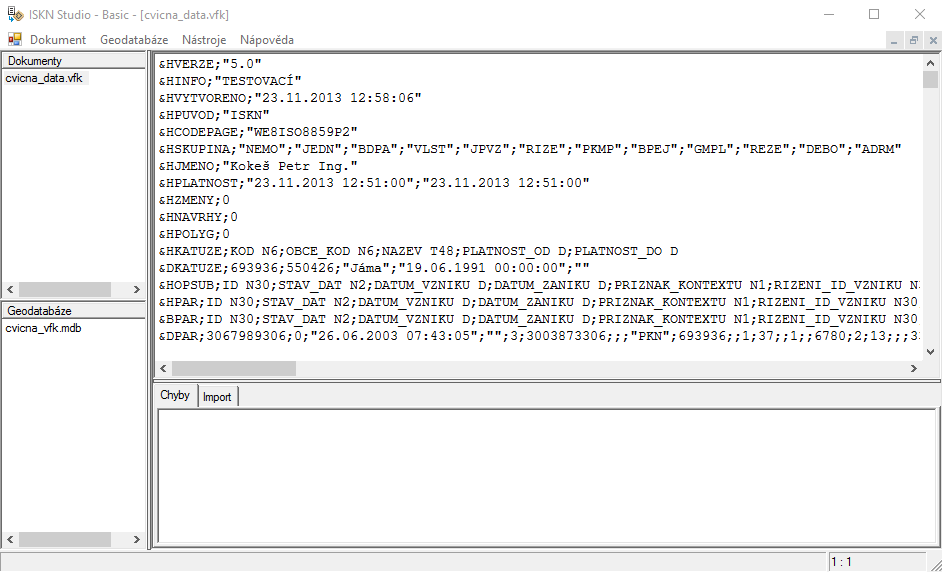 ISKN Studio - Basic - [cvicna_data.vfk]
Dokument Geodatabáze Nástroje Nápověda
Dokumenty
cvicna_data.vfk
&HVERZE;"5.0"
&HINFO;"TESTOVACÍ"
&HVYTVORENO;"23.11.2013 12:58:06"
&HPUVOD;"ISKN"
&HCODEPAGE;"WE8ISO8859P2"
&HSKUPINA;"NEMO";"JEDN";"BDPA";"VLST";"JPVZ";"RIZE";"PKMP";"BPEJ";"GMPL";"REZE";"DEBO";"ADRM"
&HJMENO;"Kokeš Petr Ing."
&HPLATNOST;"23.11.2013 12:51:00";"23.11.2013 12:51:00"
&HZMENY;0
&HNAVRHY;0
&HPOLYG;0
&HKATUZE;KOD N6;OBCE_KOD N6;NAZEV T48;PLATNOST_OD D;PLATNOST_DO D
&DKATUZE;693936;550426;"Jáma";"19.06.1991 00:00:00";""
&HOPSUB;ID N30;STAV_DAT N2;DATUM_VZNIKU D;DATUM_ZANIKU D;PRIZNAK_KONTEXTU N1;RIZENI_ID_VZNIKU N
&HPAR;ID N30;STAV_DAT N2;DATUM_VZNIKU D;DATUM_ZANIKU D;PRIZNAK_KONTEXTU N1;RIZENI_ID_VZNIKU N30
&BPAR;ID N30;STAV_DAT N2;DATUM_VZNIKU D;DATUM_ZANIKU D;PRIZNAK_KONTEXTU N1;RIZENI_ID_VZNIKU N30
&DPAR;3067989306;0;"26.06.2003 07:43:05";"";3;3003873306;;;"PKN";693936;;1;37;;1;;6780;2;13;;;3
Geodatabáze
cvicna_vfk.mdb
Chyby Import
1 : 1